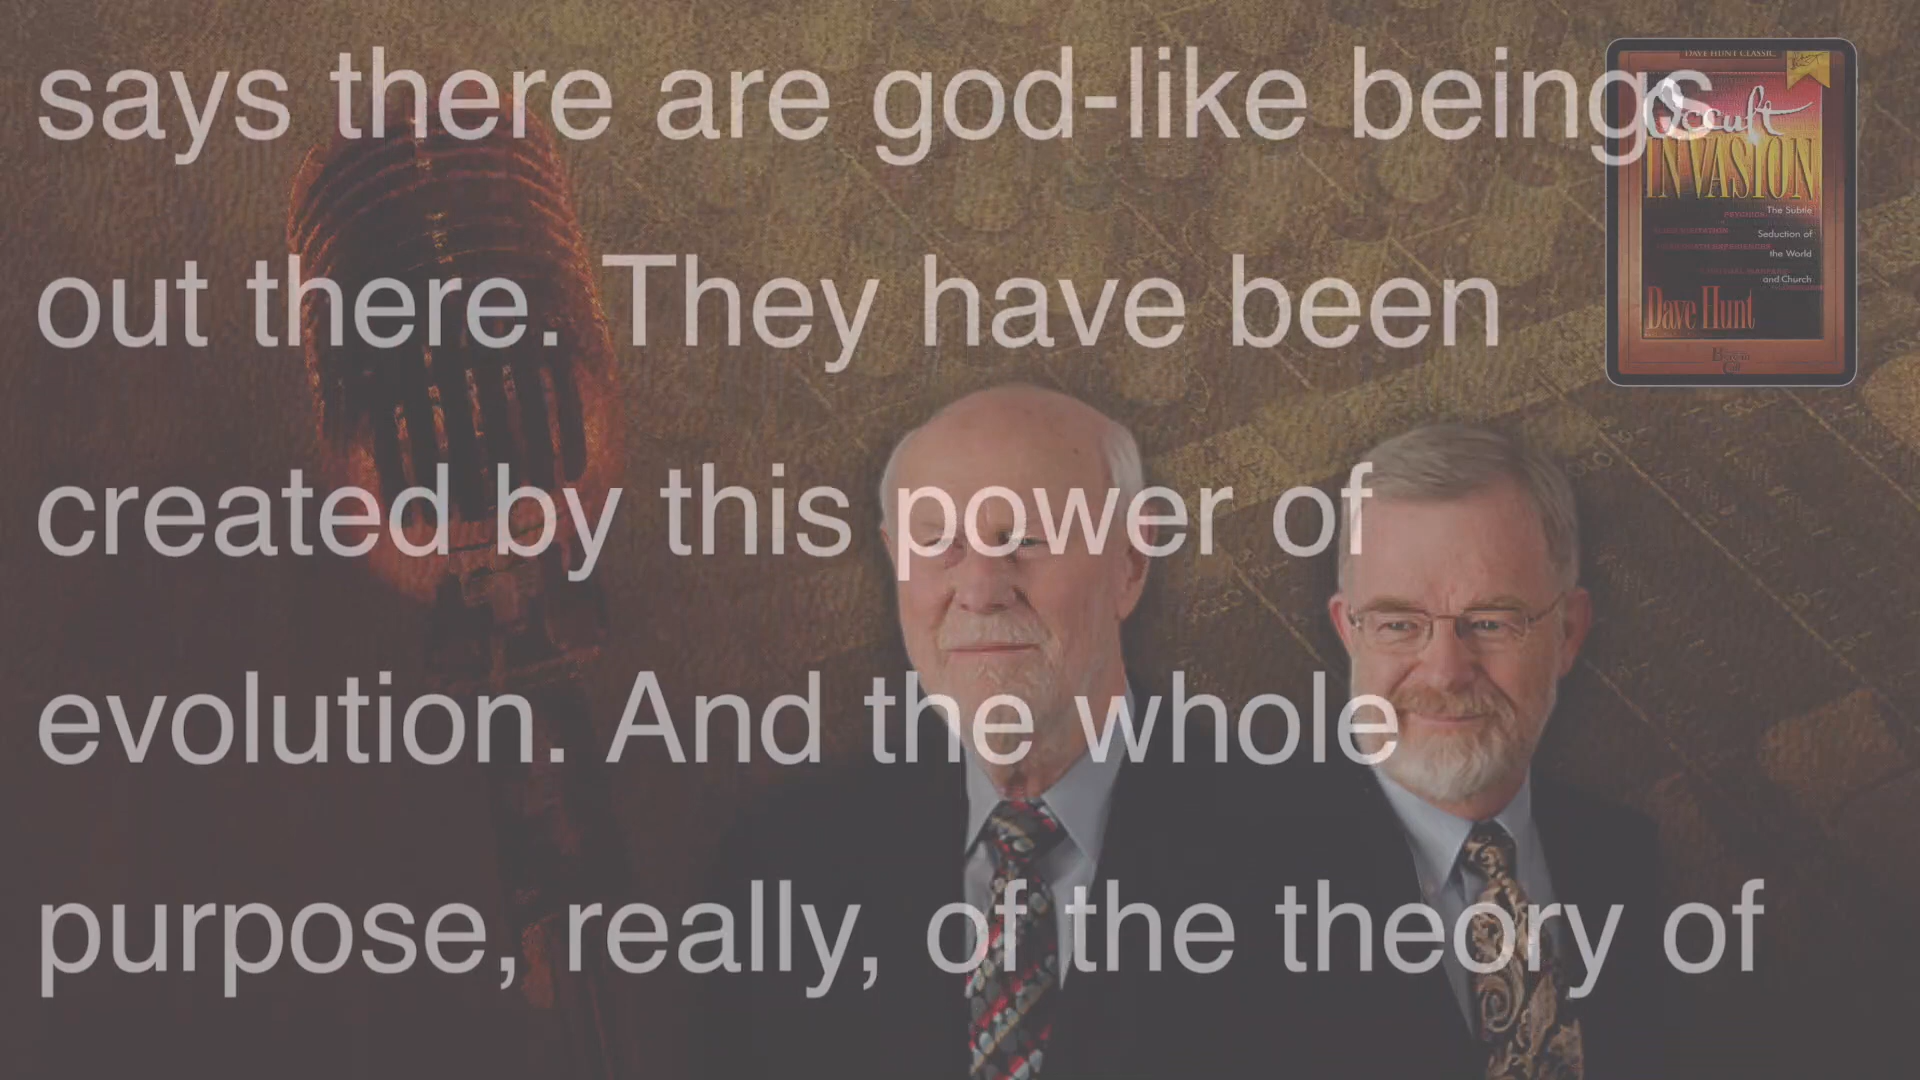 says there are god-like beings
out there. They have been
created by this power of
evolution. And the whole
purpose, really, of the theory of
DAVE HUNT CLASSIC
Occult
INVASION
The Subtle
Seduction of
the World
and Church
Dave Hunt
Berean
Call